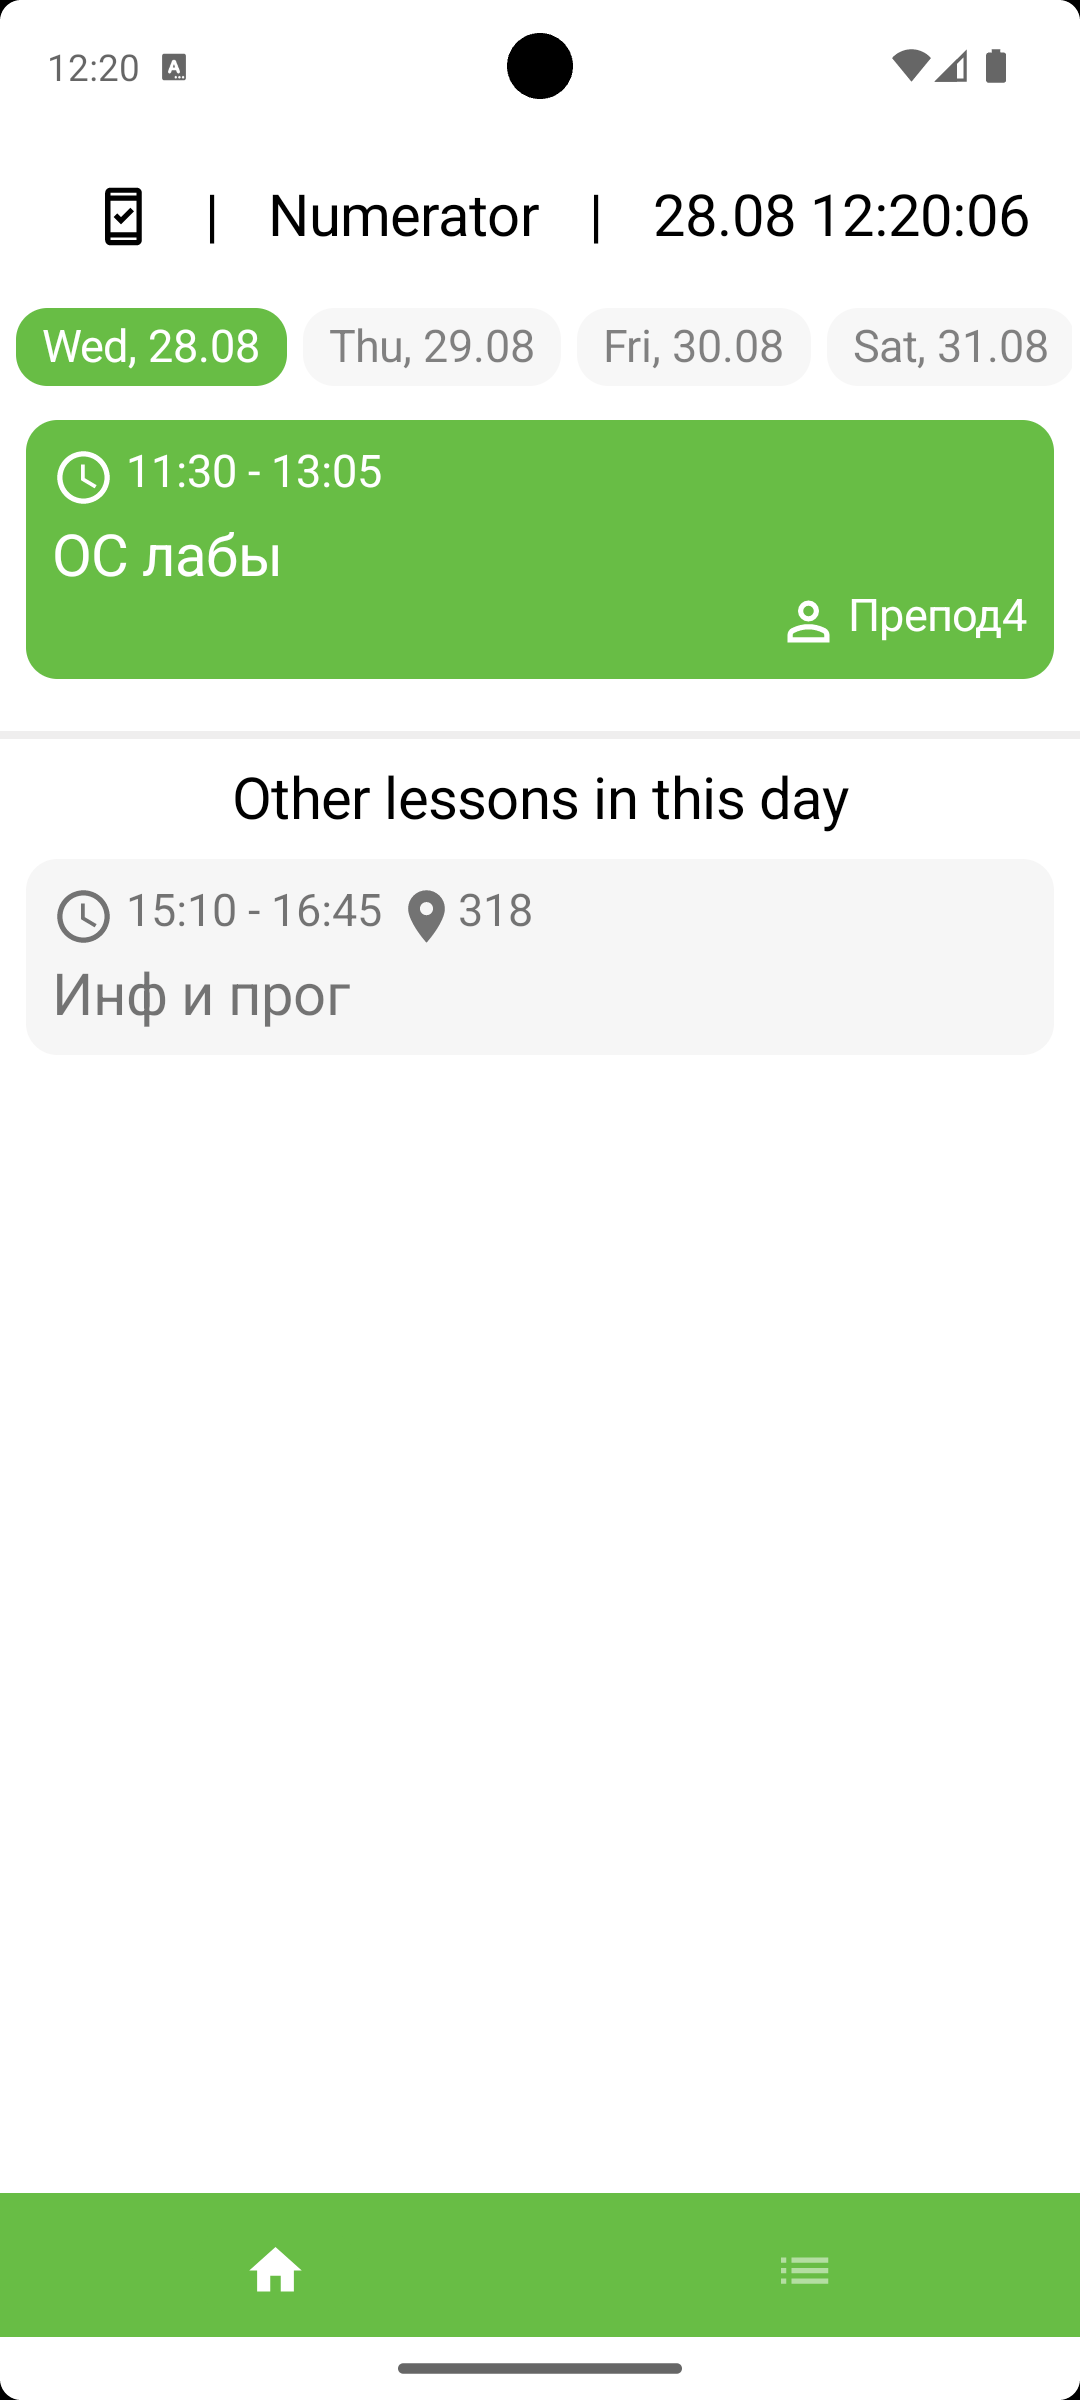 12:20
| Numerator | 28.08 12:20:06
Wed, 28.08 Thu, 29.08 Fri, 30.08 Sat, 31.08
11:30 - 13:05
ОС лабы
Препод4
Other lessons in this day
15:10 - 16:45 318
Инф и прог